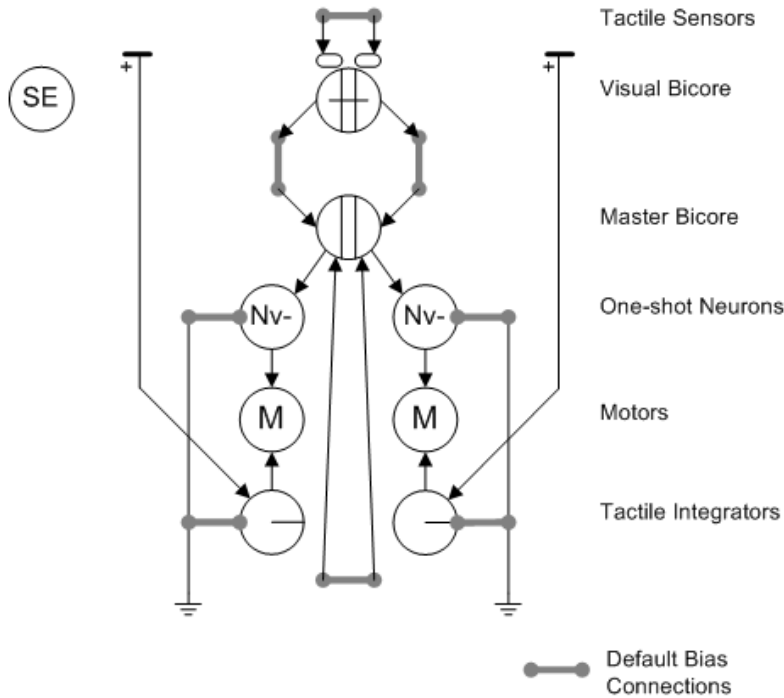 Tactile Sensors
+
+
SE
Visual Bicore
Master Bicore
Nv-
Nv-
One-shot Neurons
M
M
Motors
Tactile Integrators
Default Bias
Connections